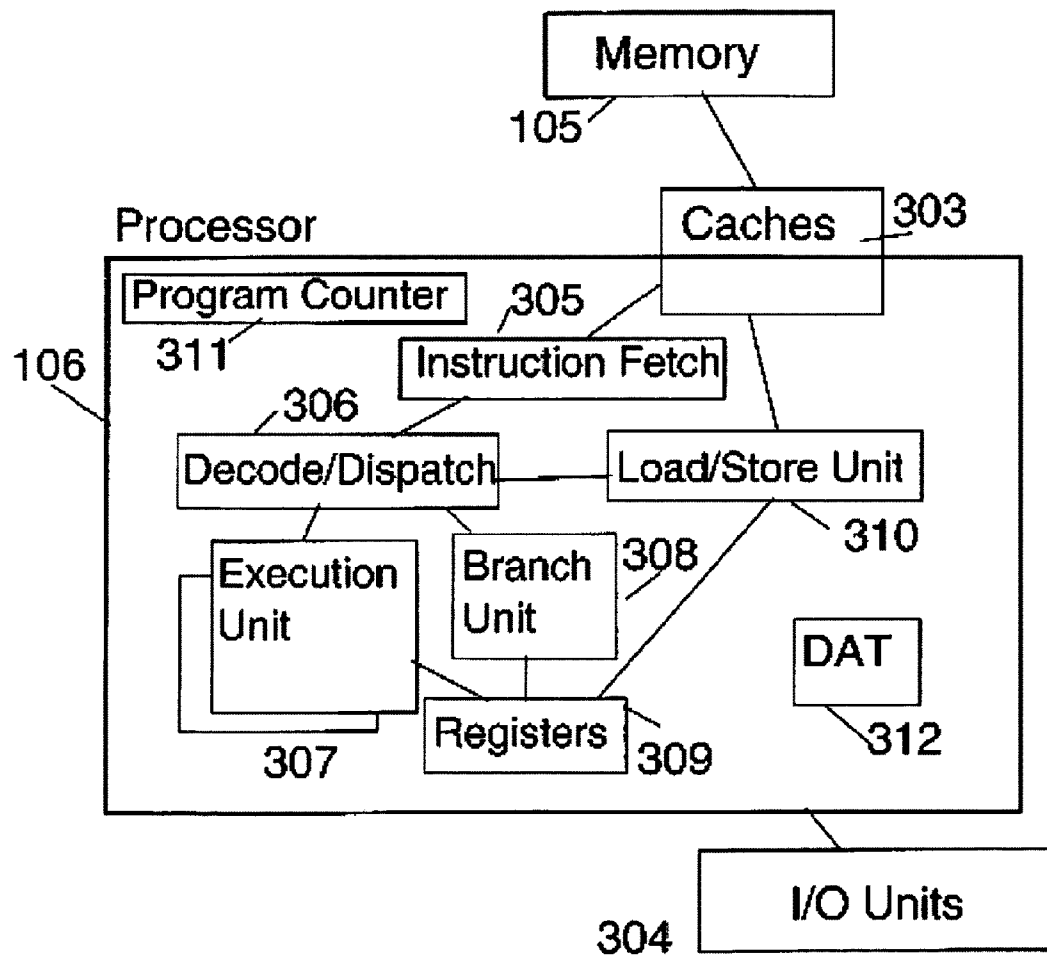 Memory
105
Processor
Caches
303
Program Counter
311
305
Instruction Fetch
106
306
Decode/Dispatch
Load/Store Unit
310
Execution
Unit
307
Branch
Unit
308
Registers
309
DAT
312
I/O Units
304